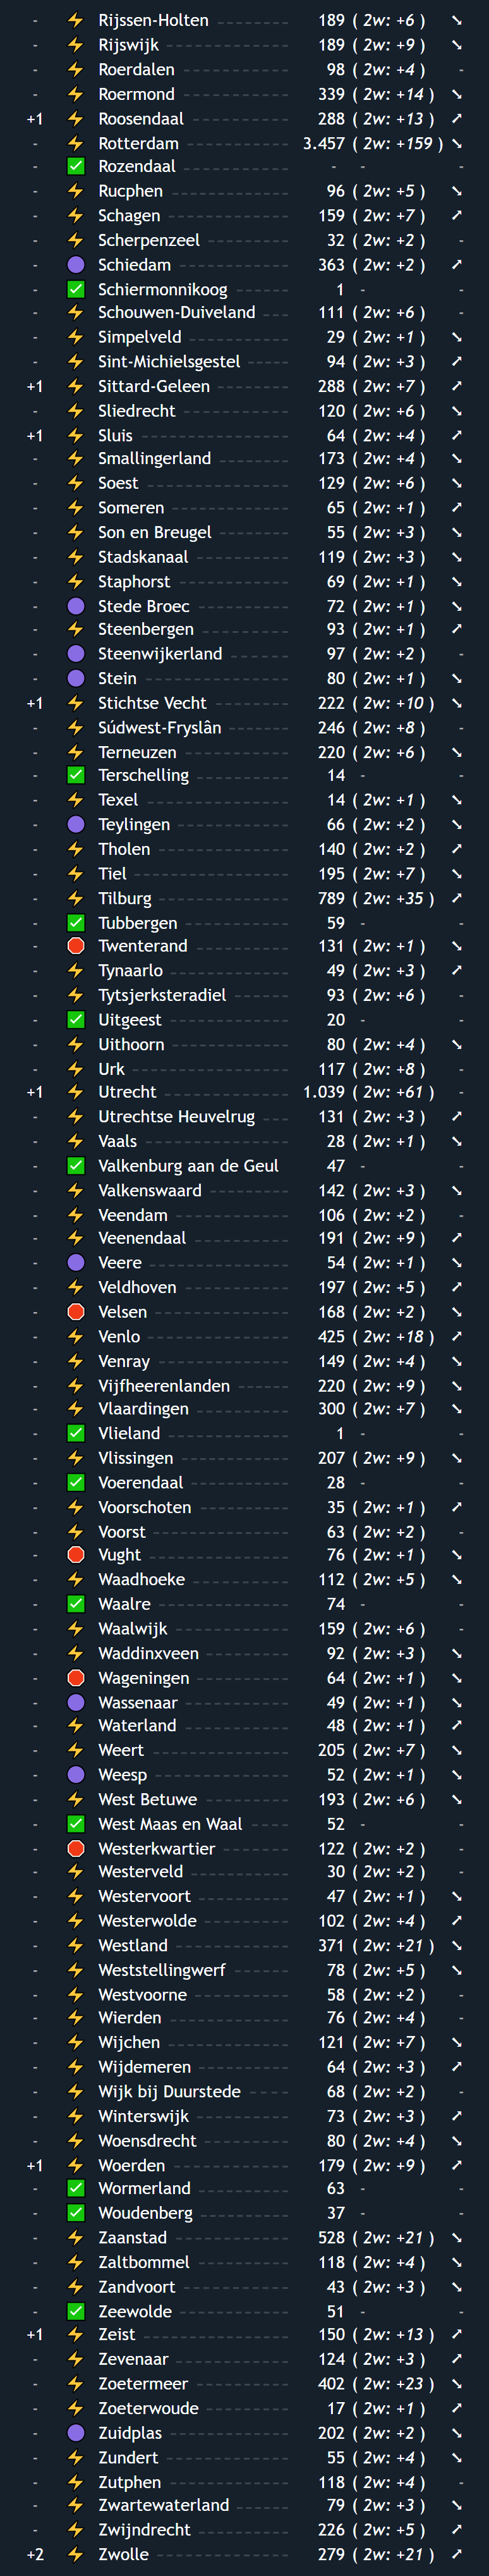 - ⚡ Rijssen-Holten 189 ( 2w: +6 ) ➘
- ⚡ Rijswijk 189 ( 2w: +9 ) ➘
- ⚡ Roerdalen 98 ( 2w: +4 ) -
- ⚡ Roermond 339 ( 2w: +14 ) ➘
+1 ⚡ Roosendaal 288 ( 2w: +13 ) ➚
- ⚡ Rotterdam 3.457 ( 2w: +159 ) ➘
- ✅ Rozendaal - - -
- ⚡ Rucphen 96 ( 2w: +5 ) ➘
- ⚡ Schagen 159 ( 2w: +7 ) ➚
- ⚡ Scherpenzeel 32 ( 2w: +2 ) -
- 🟣 Schiedam 363 ( 2w: +2 ) ➚
- ✅ Schiermonnikoog 1 - -
- ⚡ Schouwen-Duiveland 111 ( 2w: +6 ) -
- ⚡ Simpelveld 29 ( 2w: +1 ) ➘
- ⚡ Sint-Michielsgestel 94 ( 2w: +3 ) ➚
+1 ⚡ Sittard-Geleen 288 ( 2w: +7 ) ➚
- ⚡ Sliedrecht 120 ( 2w: +6 ) ➘
+1 ⚡ Sluis 64 ( 2w: +4 ) ➚
- ⚡ Smallingerland 173 ( 2w: +4 ) ➘
- ⚡ Soest 129 ( 2w: +6 ) ➘
- ⚡ Someren 65 ( 2w: +1 ) ➚
- ⚡ Son en Breugel 55 ( 2w: +3 ) ➘
- ⚡ Stadskanaal 119 ( 2w: +3 ) ➘
- ⚡ Staphorst 69 ( 2w: +1 ) ➘
- 🟣 Stede Broec 72 ( 2w: +1 ) ➘
- ⚡ Steenbergen 93 ( 2w: +1 ) ➚
- 🟣 Steenwijkerland 97 ( 2w: +2 ) -
- 🟣 Stein 80 ( 2w: +1 ) ➘
+1 ⚡ Stichtse Vecht 222 ( 2w: +10 ) ➘
- ⚡ Súdwest-Fryslân 246 ( 2w: +8 ) -
- ⚡ Terneuzen 220 ( 2w: +6 ) ➘
- ✅ Terschelling 14 - -
- ⚡ Texel 14 ( 2w: +1 ) ➘
- 🟣 Teylingen 66 ( 2w: +2 ) ➘
- ⚡ Tholen 140 ( 2w: +2 ) ➚
- ⚡ Tiel 195 ( 2w: +7 ) ➘
- ⚡ Tilburg 789 ( 2w: +35 ) ➚
- ✅ Tubbergen 59 - -
- 🛑 Twenterand 131 ( 2w: +1 ) ➘
- ⚡ Tynaarlo 49 ( 2w: +3 ) ➚
- ⚡ Tytsjerksteradiel 93 ( 2w: +6 ) -
- ✅ Uitgeest 20 - -
- ⚡ Uithoorn 80 ( 2w: +4 ) ➘
- ⚡ Urk 117 ( 2w: +8 ) -
+1 ⚡ Utrecht 1.039 ( 2w: +61 ) -
- ⚡ Utrechtse Heuvelrug 131 ( 2w: +3 ) ➚
- ⚡ Vaals 28 ( 2w: +1 ) ➘
- ✅ Valkenburg aan de Geul 47 - -
- ⚡ Valkenswaard 142 ( 2w: +3 ) ➘
- ⚡ Veendam 106 ( 2w: +2 ) -
- ⚡ Veenendaal 191 ( 2w: +9 ) ➚
- 🟣 Veere 54 ( 2w: +1 ) ➘
- ⚡ Veldhoven 197 ( 2w: +5 ) ➚
- 🛑 Velsen 168 ( 2w: +2 ) ➘
- ⚡ Venlo 425 ( 2w: +18 ) ➚
- ⚡ Venray 149 ( 2w: +4 ) ➘
- ⚡ Vijfheerenlanden 220 ( 2w: +9 ) ➘
- ⚡ Vlaardingen 300 ( 2w: +7 ) ➘
- ✅ Vlieland 1 - -
- ⚡ Vlissingen 207 ( 2w: +9 ) ➘
- ✅ Voerendaal 28 - -
- ⚡ Voorschoten 35 ( 2w: +1 ) ➚
- ⚡ Voorst 63 ( 2w: +2 ) -
- 🛑 Vught 76 ( 2w: +1 ) ➘
- ⚡ Waadhoeke 112 ( 2w: +5 ) ➘
- ✅ Waalre 74 - -
- ⚡ Waalwijk 159 ( 2w: +6 ) -
- ⚡ Waddinxveen 92 ( 2w: +3 ) ➘
- 🛑 Wageningen 64 ( 2w: +1 ) ➘
- 🟣 Wassenaar 49 ( 2w: +1 ) ➘
- ⚡ Waterland 48 ( 2w: +1 ) ➚
- ⚡ Weert 205 ( 2w: +7 ) ➘
- 🟣 Weesp 52 ( 2w: +1 ) ➘
- ⚡ West Betuwe 193 ( 2w: +6 ) ➘
- ✅ West Maas en Waal 52 - -
- 🛑 Westerkwartier 122 ( 2w: +2 ) -
- ⚡ Westerveld 30 ( 2w: +2 ) -
- ⚡ Westervoort 47 ( 2w: +1 ) ➘
- ⚡ Westerwolde 102 ( 2w: +4 ) ➚
- ⚡ Westland 371 ( 2w: +21 ) ➘
- ⚡ Weststellingwerf 78 ( 2w: +5 ) ➘
- ⚡ Westvoorne 58 ( 2w: +2 ) -
- ⚡ Wierden 76 ( 2w: +4 ) -
- ⚡ Wijchen 121 ( 2w: +7 ) ➘
- ⚡ Wijdemeren 64 ( 2w: +3 ) ➚
- ⚡ Wijk bij Duurstede 68 ( 2w: +2 ) -
- ⚡ Winterswijk 73 ( 2w: +3 ) ➚
- ⚡ Woensdrecht 80 ( 2w: +4 ) ➘
+1 ⚡ Woerden 179 ( 2w: +9 ) ➚
- ✅ Wormerland 63 - -
- ✅ Woudenberg 37 - -
- ⚡ Zaanstad 528 ( 2w: +21 ) ➘
- ⚡ Zaltbommel 118 ( 2w: +4 ) ➘
- ⚡ Zandvoort 43 ( 2w: +3 ) ➘
- ✅ Zeewolde 51 - -
+1 ⚡ Zeist 150 ( 2w: +13 ) ➚
- ⚡ Zevenaar 124 ( 2w: +3 ) ➚
- ⚡ Zoetermeer 402 ( 2w: +23 ) ➘
- ⚡ Zoeterwoude 17 ( 2w: +1 ) ➚
- 🟣 Zuidplas 202 ( 2w: +2 ) ➘
- ⚡ Zundert 55 ( 2w: +4 ) ➘
- ⚡ Zutphen 118 ( 2w: +4 ) -
- ⚡ Zwartewaterland 79 ( 2w: +3 ) ➘
- ⚡ Zwijndrecht 226 ( 2w: +5 ) ➚
+2 ⚡ Zwolle 279 ( 2w: +21 ) ➚